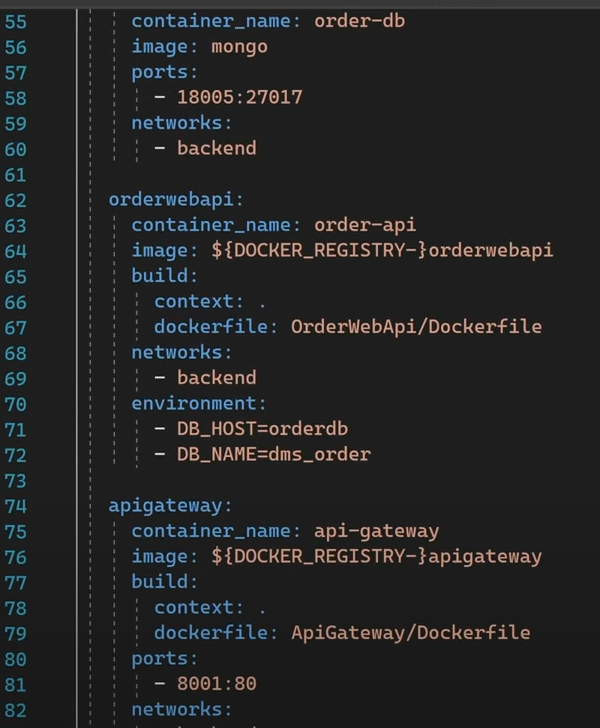 55 container_name: order-db
56 image: mongo
57 ports:
58 - 18005:27017
59 networks:
60 - backend
61
62 orderwebapi:
63 container_name: order-api
64 image: ${DOCKER_REGISTRY-}orderwebapi
65 build:
66 context: .
67 dockerfile: OrderWebApi/Dockerfile
68 networks:
69 - backend
70 environment:
71 - DB_HOST=orderdb
72 - DB_NAME=dms_order
73
74 apigateway:
75 container_name: api-gateway
76 image: ${DOCKER_REGISTRY-}apigateway
77 build:
78 context: .
79 dockerfile: ApiGateway/Dockerfile
80 ports:
81 - 8001:80
82 networks: